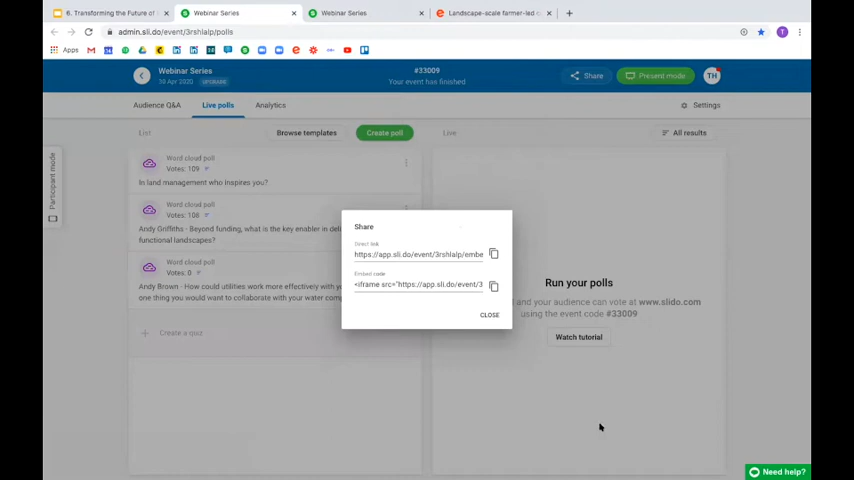 6. Transforming the Future of
Webinar Series
Webinar Series
Landscape-scale farmer-led c
admin.sli.do/event/3rshlalp/polls
Apps
Webinar Series
19 Apr 2020 UPGRADE
#33009
Your event has finished
Share
Present mode
TH
Audience Q&A
Live polls
Analytics
Settings
List
Browse templates
Create poll
Live
All results
Participant mode
Word cloud poll
Votes: 109
In land management who inspires you?
Word cloud poll
Votes: 108
Andy Griffiths - Beyond funding, what is the key enabler in deli
functional landscapes?
Word cloud poll
Votes: 0
Andy Brown - How could utilities work more effectively with y
one thing you would want to collaborate with your water comp
Create a quiz
Share
Direct link
https://app.sli.do/event/3rshlalp/embe
Embed code
<iframe src="https://app.sli.do/event/3
CLOSE
Run your polls
and your audience can vote at www.slido.com
using the event code #33009
Watch tutorial
Need help?